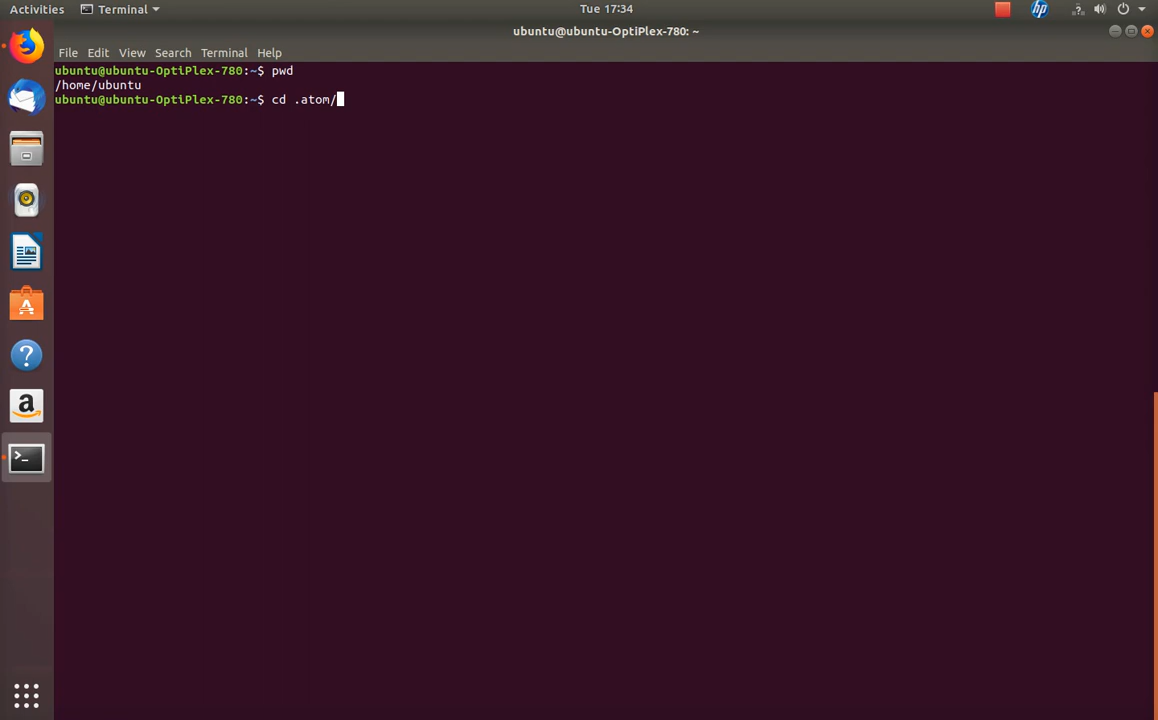 Activities Terminal Tue 17:34
ubuntu@ubuntu-OptiPlex-780: ~
File Edit View Search Terminal Help
ubuntu@ubuntu-OptiPlex-780:~$ pwd
/home/ubuntu
ubuntu@ubuntu-OptiPlex-780:~$ cd .atom/